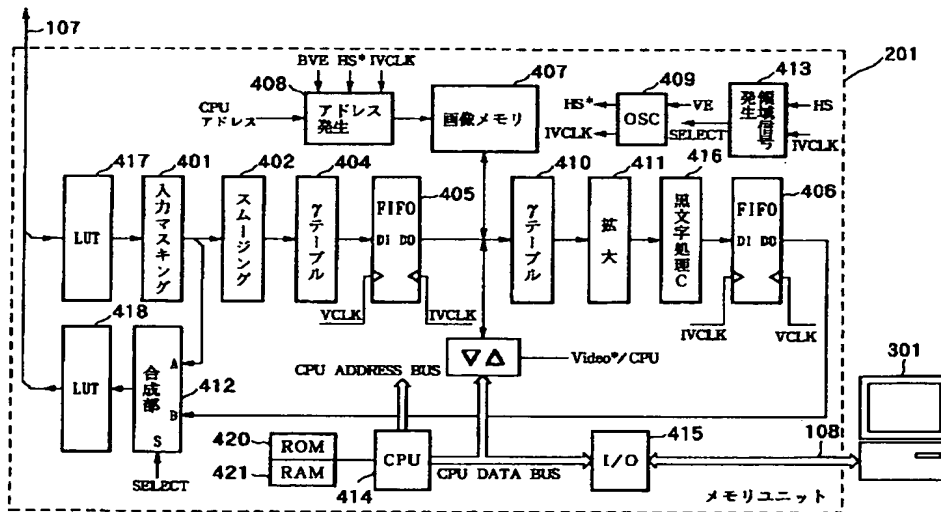 107
BVE HS* IVCLK
408
アドレス
発生
CPU
アドレス
407
画像メモリ
409
OSC
HS*
IVCLK
VE
SELECT
413
領域信号
発生
HS
IVCLK
201
417
LUT
401
入力マスキング
402
スムージング
404
γテーブル
405
FIFO
DI DO
VCLK
IVCLK
410
γテーブル
411
拡大
416
黒文字処理C
406
FIFO
DI DO
IVCLK
VCLK
418
LUT
合成部
A
B
S
412
SELECT
▽△
Video*/CPU
CPU ADDRESS BUS
420
ROM
421
RAM
CPU
414
CPU DATA BUS
415
I/O
108
301
メモリユニット